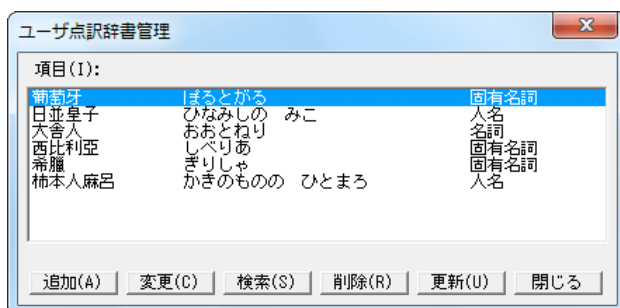 ユーザ点訳辞書管理
項目(I):
葡萄牙 ぽるとがる 固有名詞
日並皇子 ひなみしの みこ 人名
大舎人 おおとねり 名詞
西比利亜 しべりあ 固有名詞
希臘 ぎりしゃ 固有名詞
柿本人麻呂 かきのものの ひとまろ 人名
追加(A) 変更(C) 検索(S) 削除(R) 更新(U) 閉じる